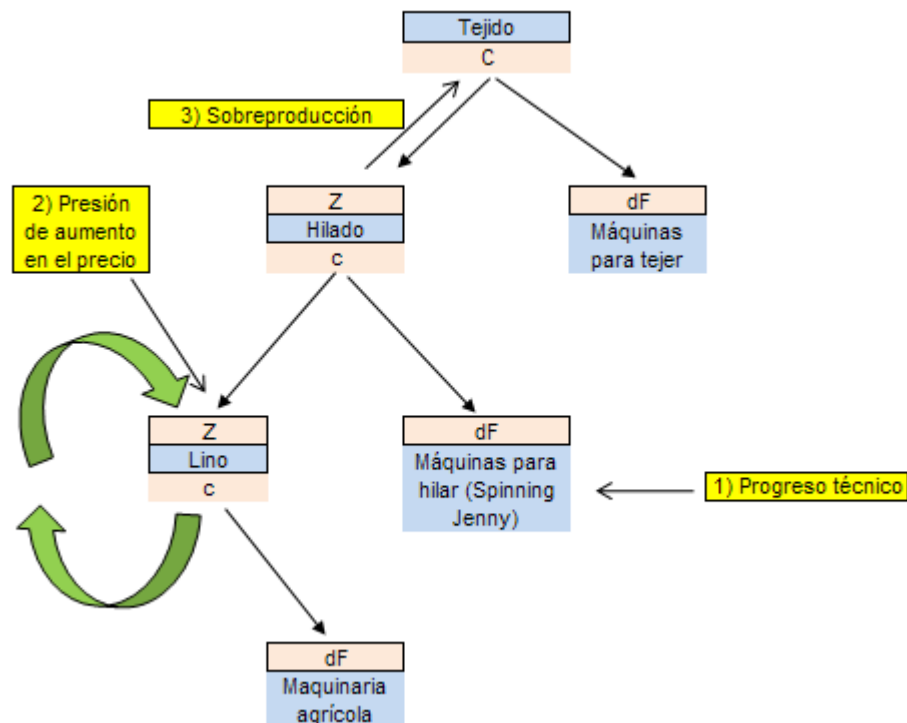 Tejido
C
3) Sobreproducción
2) Presión
de aumento
en el precio
Z
Hilado
c
dF
Máquinas
para tejer
Z
Lino
c
dF
Máquinas para
hilar (Spinning
Jenny)
1) Progreso técnico
dF
Maquinaria
agrícola